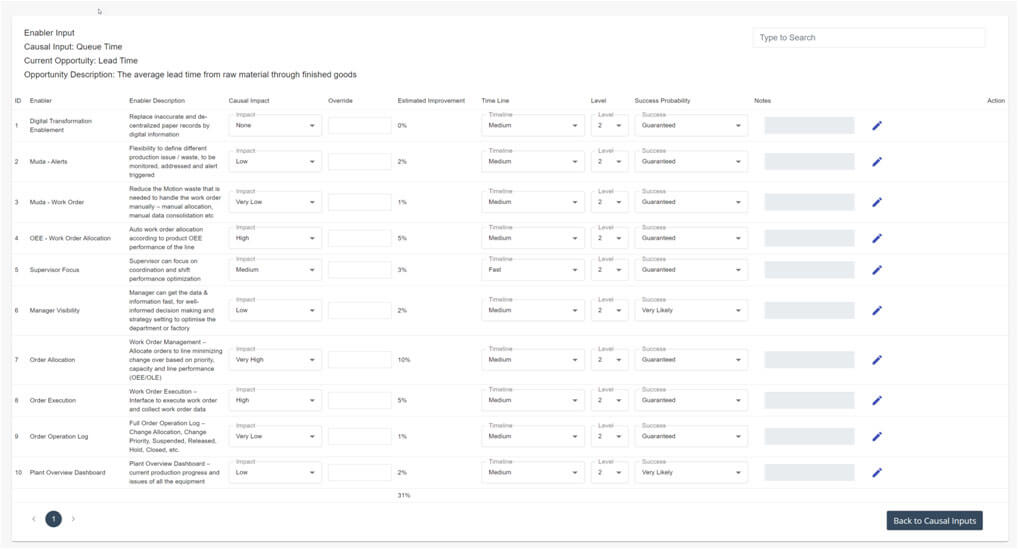 Enabler Input
Type to Search
Causal Input: Queue Time
Current Opportunity: Lead Time
Opportunity Description: The average lead time from raw material through finished goods
ID Enabler Enabler Description Causal Impact Override Estimated Improvement Time Line Level Success Probability Notes Action
Replace inaccurate and de-
Impact Timeline Level Success
1 Digital Transformation Enablement centralized paper records by None 0% Medium 2 Guaranteed
digital information
Flexibility to define different
Impact Timeline Level Success
production issue / waste, to be
2 Muda - Alerts Low 2% Medium 2 Guaranteed
monitored, addressed and alert
triggered
Reduce the Motion waste that is
Impact Timeline Level Success
needed to handle the work order
3 Muda - Work Order Very Low 1% Medium 2 Guaranteed
manually – manual allocation,
manual data consolidation etc
Auto work order allocation
Impact Timeline Level Success
4 OEE - Work Order Allocation according to product OEE High 5% Medium 2 Guaranteed
performance of the line
Supervisor can focus on
Impact Timeline Level Success
5 Supervisor Focus coordination and shift Medium 3% Fast 2 Guaranteed
performance optimization
Manager can get the data &
information fast, for well-
Impact Timeline Level Success
6 Manager Visibility informed decision making and Low 2% Medium 2 Very Likely
strategy setting to optimise the
department or factory
Work Order Management –
Allocate orders to line minimizing
Impact Timeline Level Success
7 Order Allocation change over based on priority, Very High 10% Medium 2 Guaranteed
capacity and line performance
(OEE/OLE)
Work Order Execution –
Impact Timeline Level Success
8 Order Execution Interface to execute work order High 5% Medium 2 Guaranteed
and collect work order data
Full Order Operation Log –
Impact Timeline Level Success
Change Allocation, Change
9 Order Operation Log Very Low 1% Medium 2 Guaranteed
Priority, Suspended, Released,
Hold, Closed, etc.
Plant Overview Dashboard –
Impact Timeline Level Success
10 Plant Overview Dashboard current production progress and Low 2% Medium 2 Very Likely
issues of all the equipment
31%
1
Back to Causal Inputs